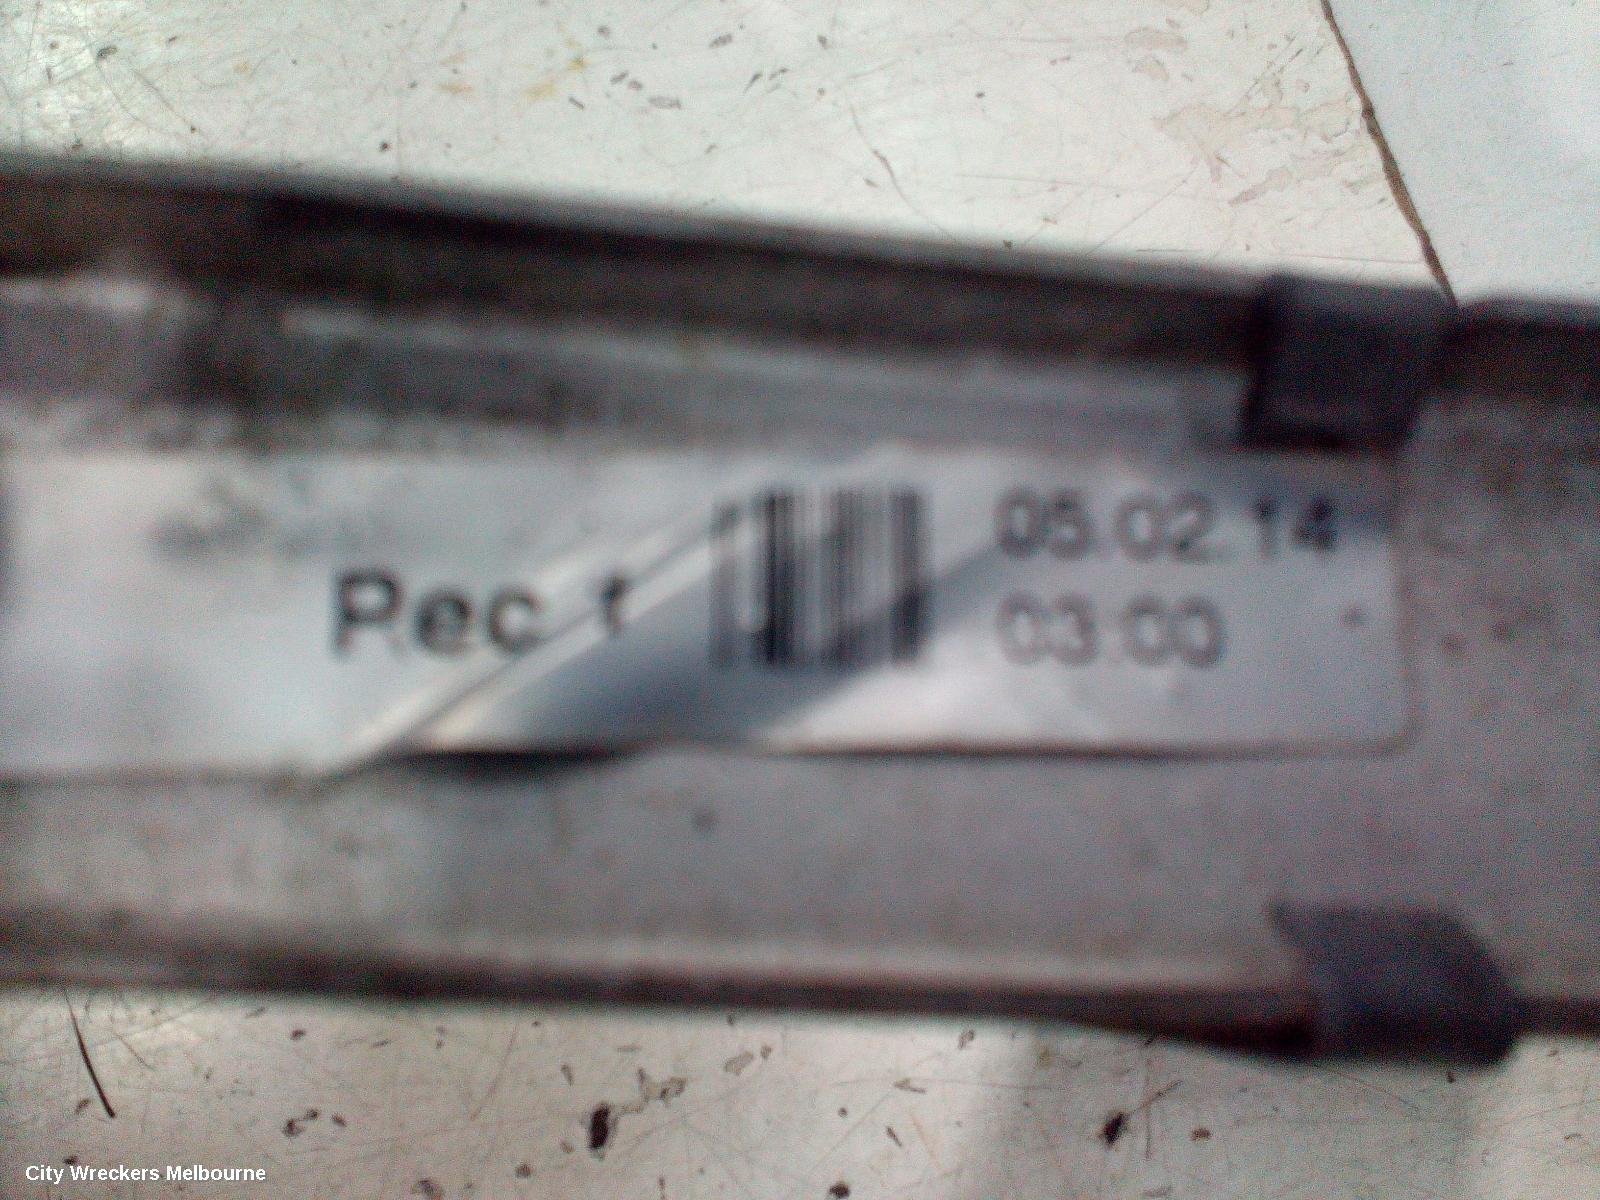 Rec t
05.02.14
03:00
City Wreckers Melbourne